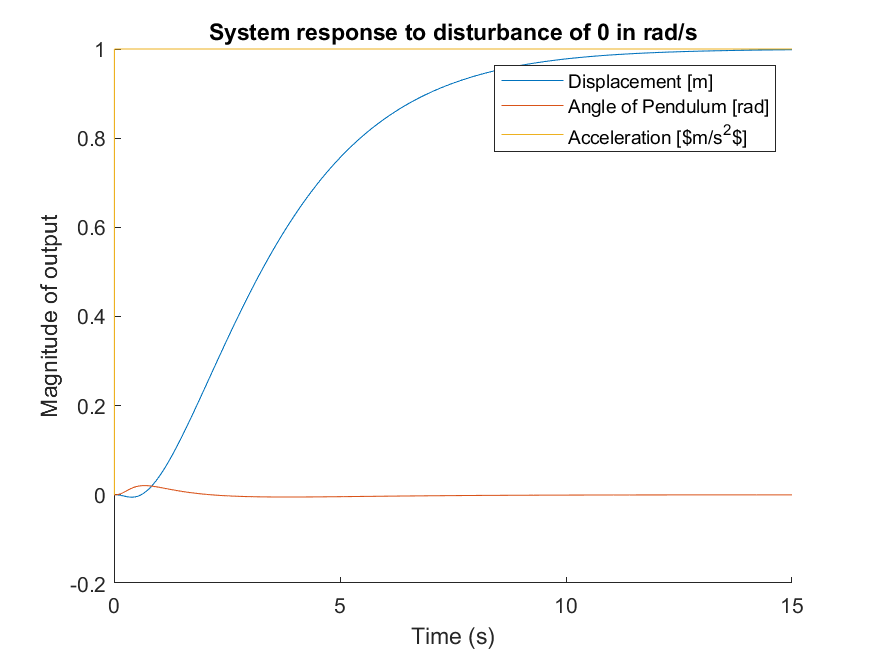 System response to disturbance of 0 in rad/s
1
0.8
0.6
0.4
0.2
0
-0.2
Magnitude of output
Displacement [m]
Angle of Pendulum [rad]
Acceleration [$m/s²$]
0
5
10
15
Time (s)